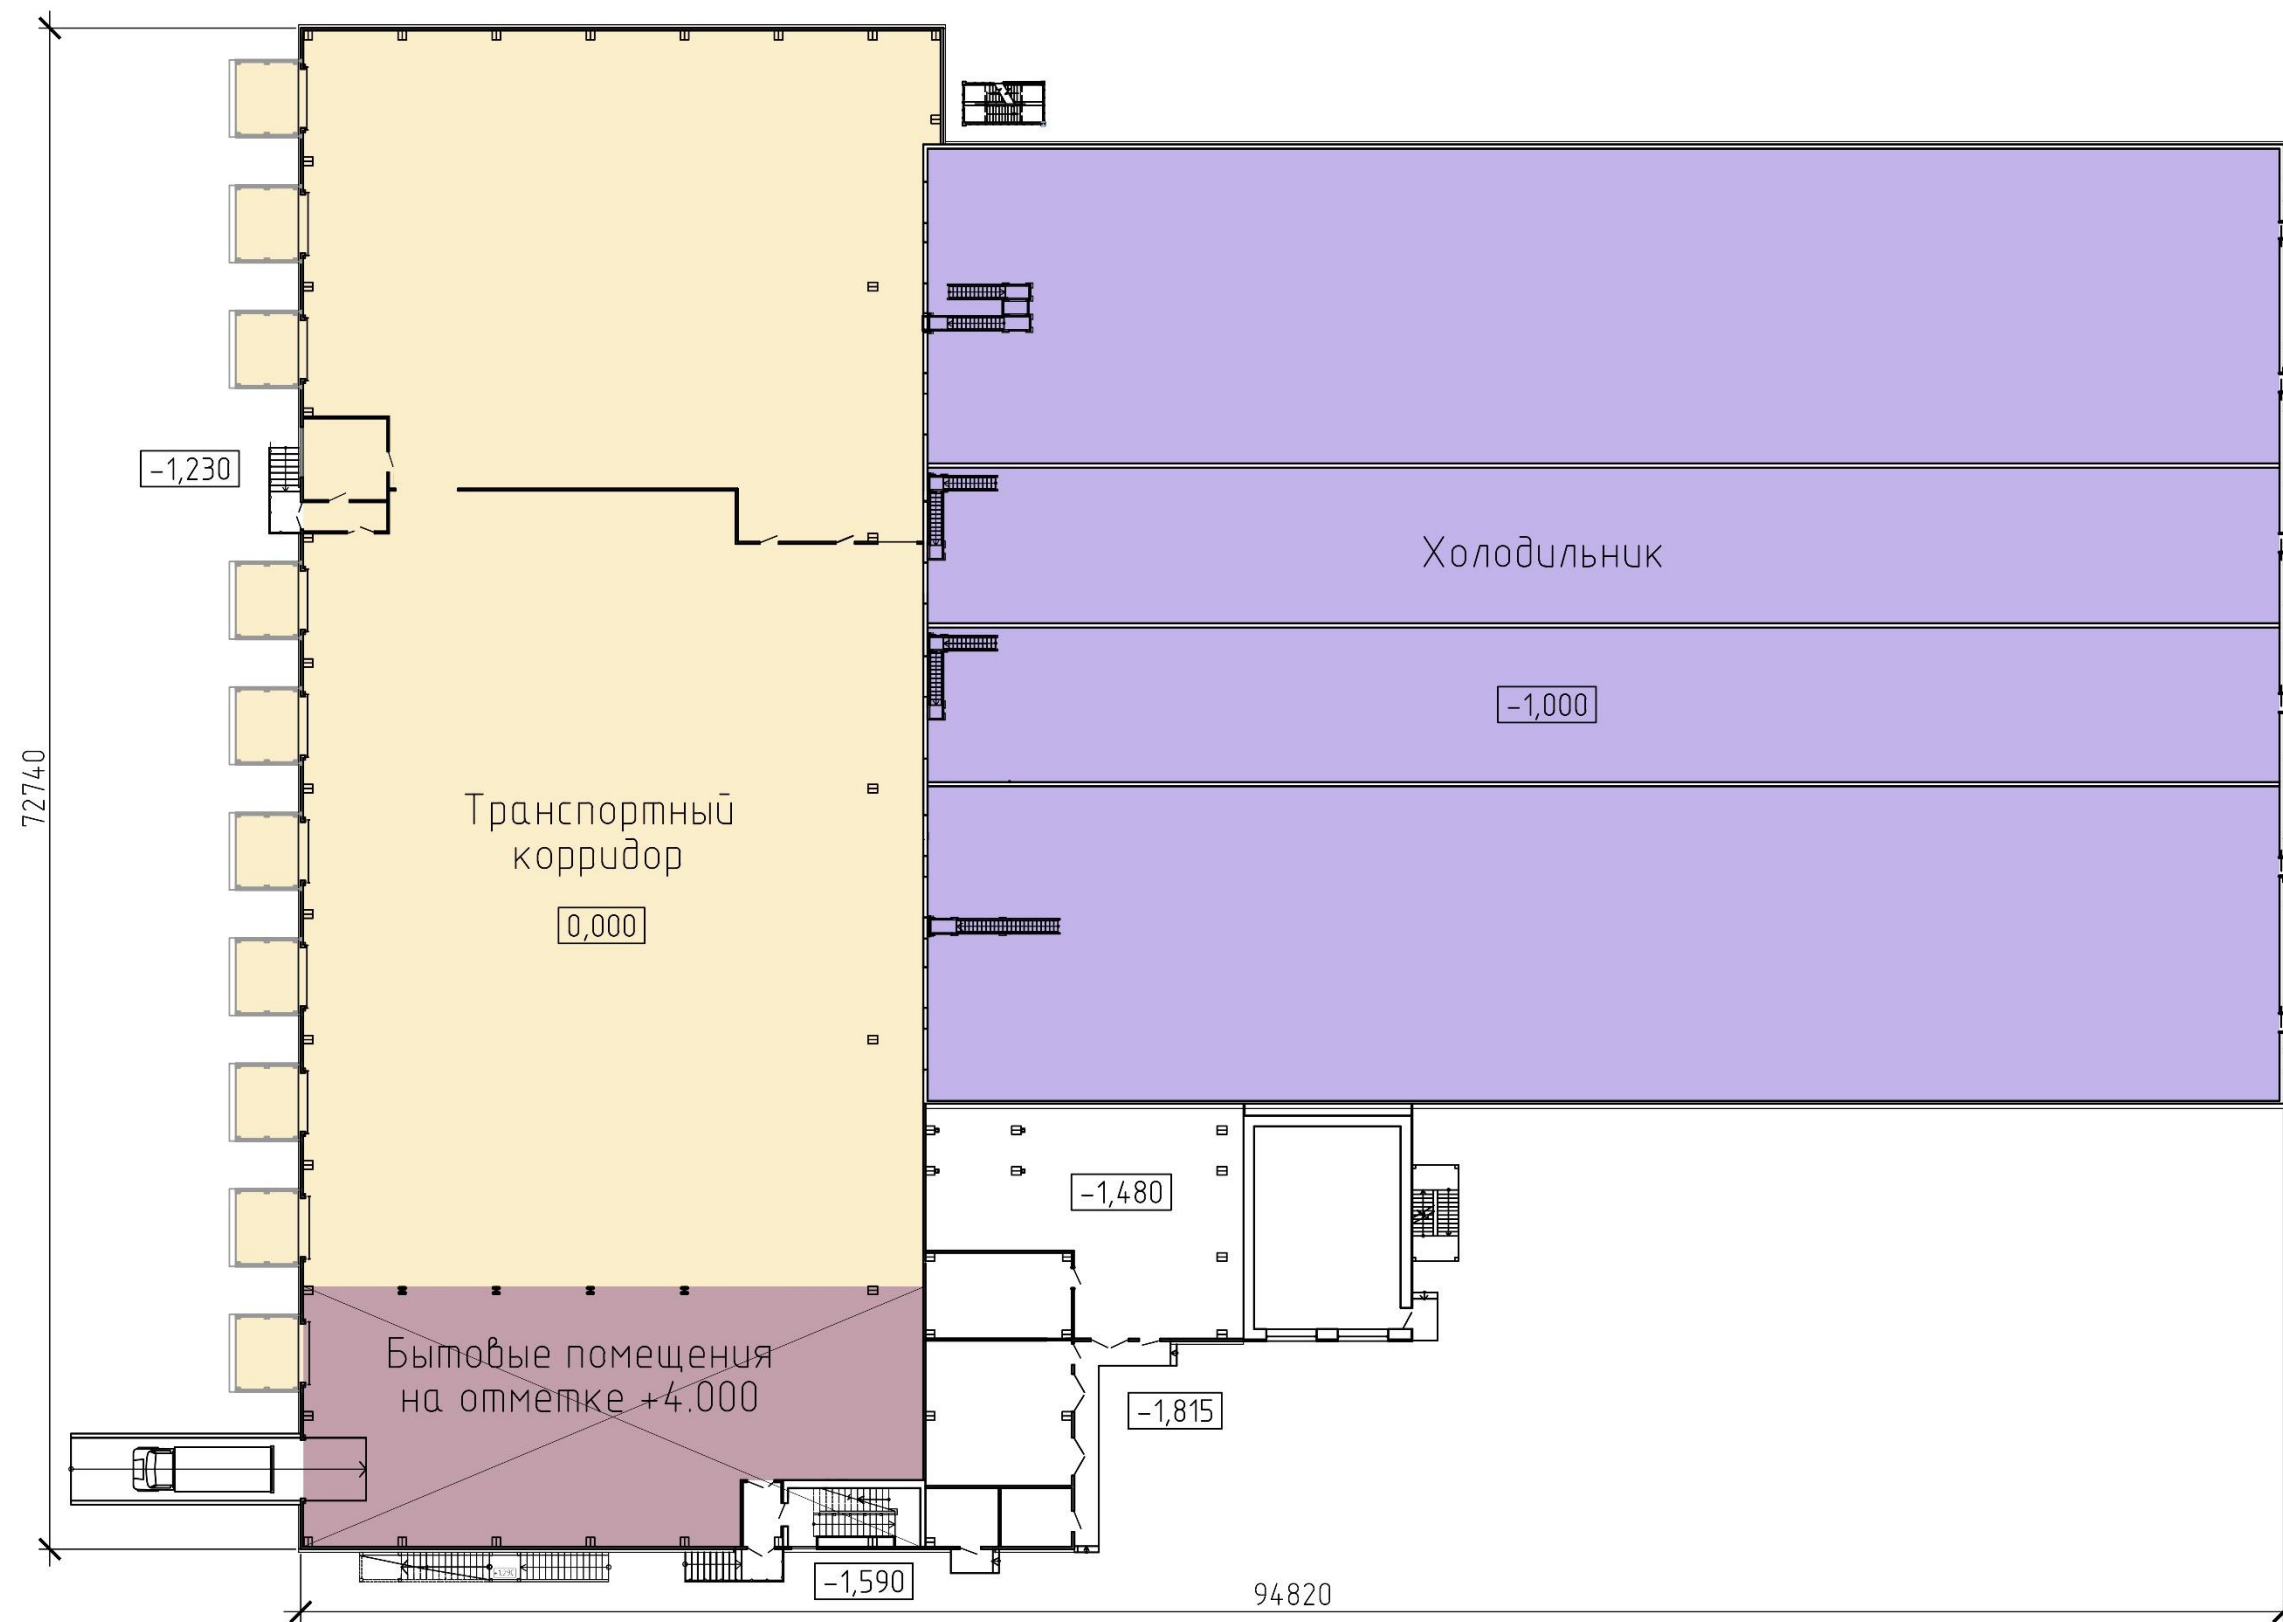 -1,230
Холодильник
-1,000
72740
Транспортный
корридор
0,000
-1,480
Бытовые помещения
на отметке +4.000
-1,815
-1,590
94820